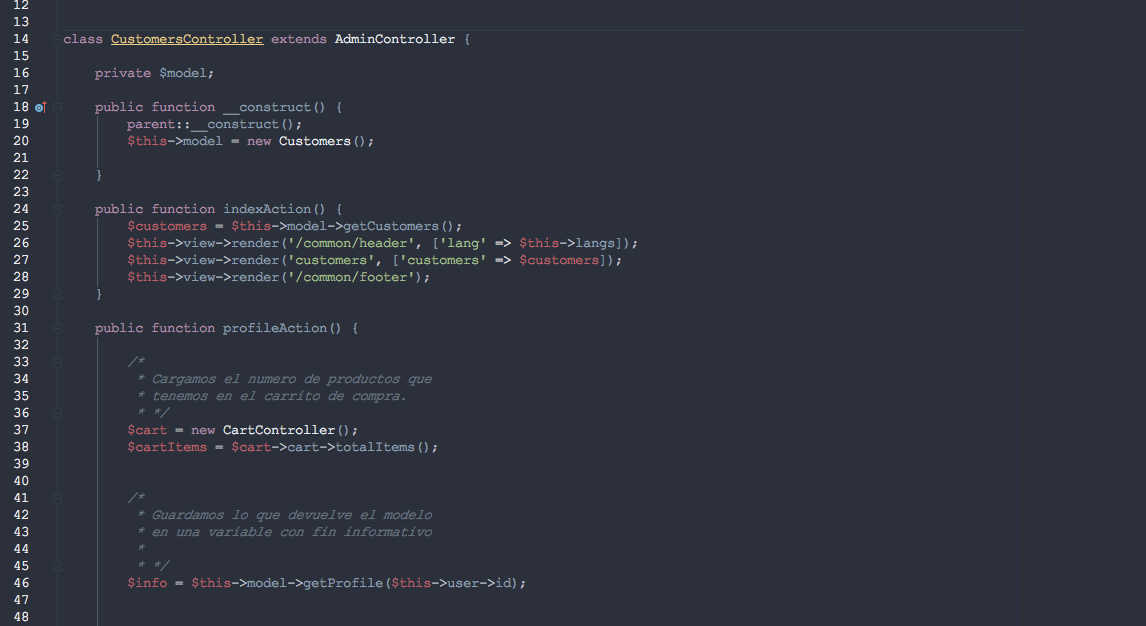 12
13
14 class CustomersController extends AdminController {
15
16 private $model;
17
18 public function __construct() {
19 parent::__construct();
20 $this->model = new Customers();
21
22 }
23
24 public function indexAction() {
25 $customers = $this->model->getCustomers();
26 $this->view->render('/common/header', ['lang' => $this->langs]);
27 $this->view->render('customers', ['customers' => $customers]);
28 $this->view->render('/common/footer');
29 }
30
31 public function profileAction() {
32
33 /*
34 * Cargamos el numero de productos que
35 * tenemos en el carrito de compra.
36 * */
37 $cart = new CartController();
38 $cartItems = $cart->cart->totalItems();
39
40
41 /*
42 * Guardamos lo que devuelve el modelo
43 * en una variable con fin informativo
44 *
45 * */
46 $info = $this->model->getProfile($this->user->id);
47
48